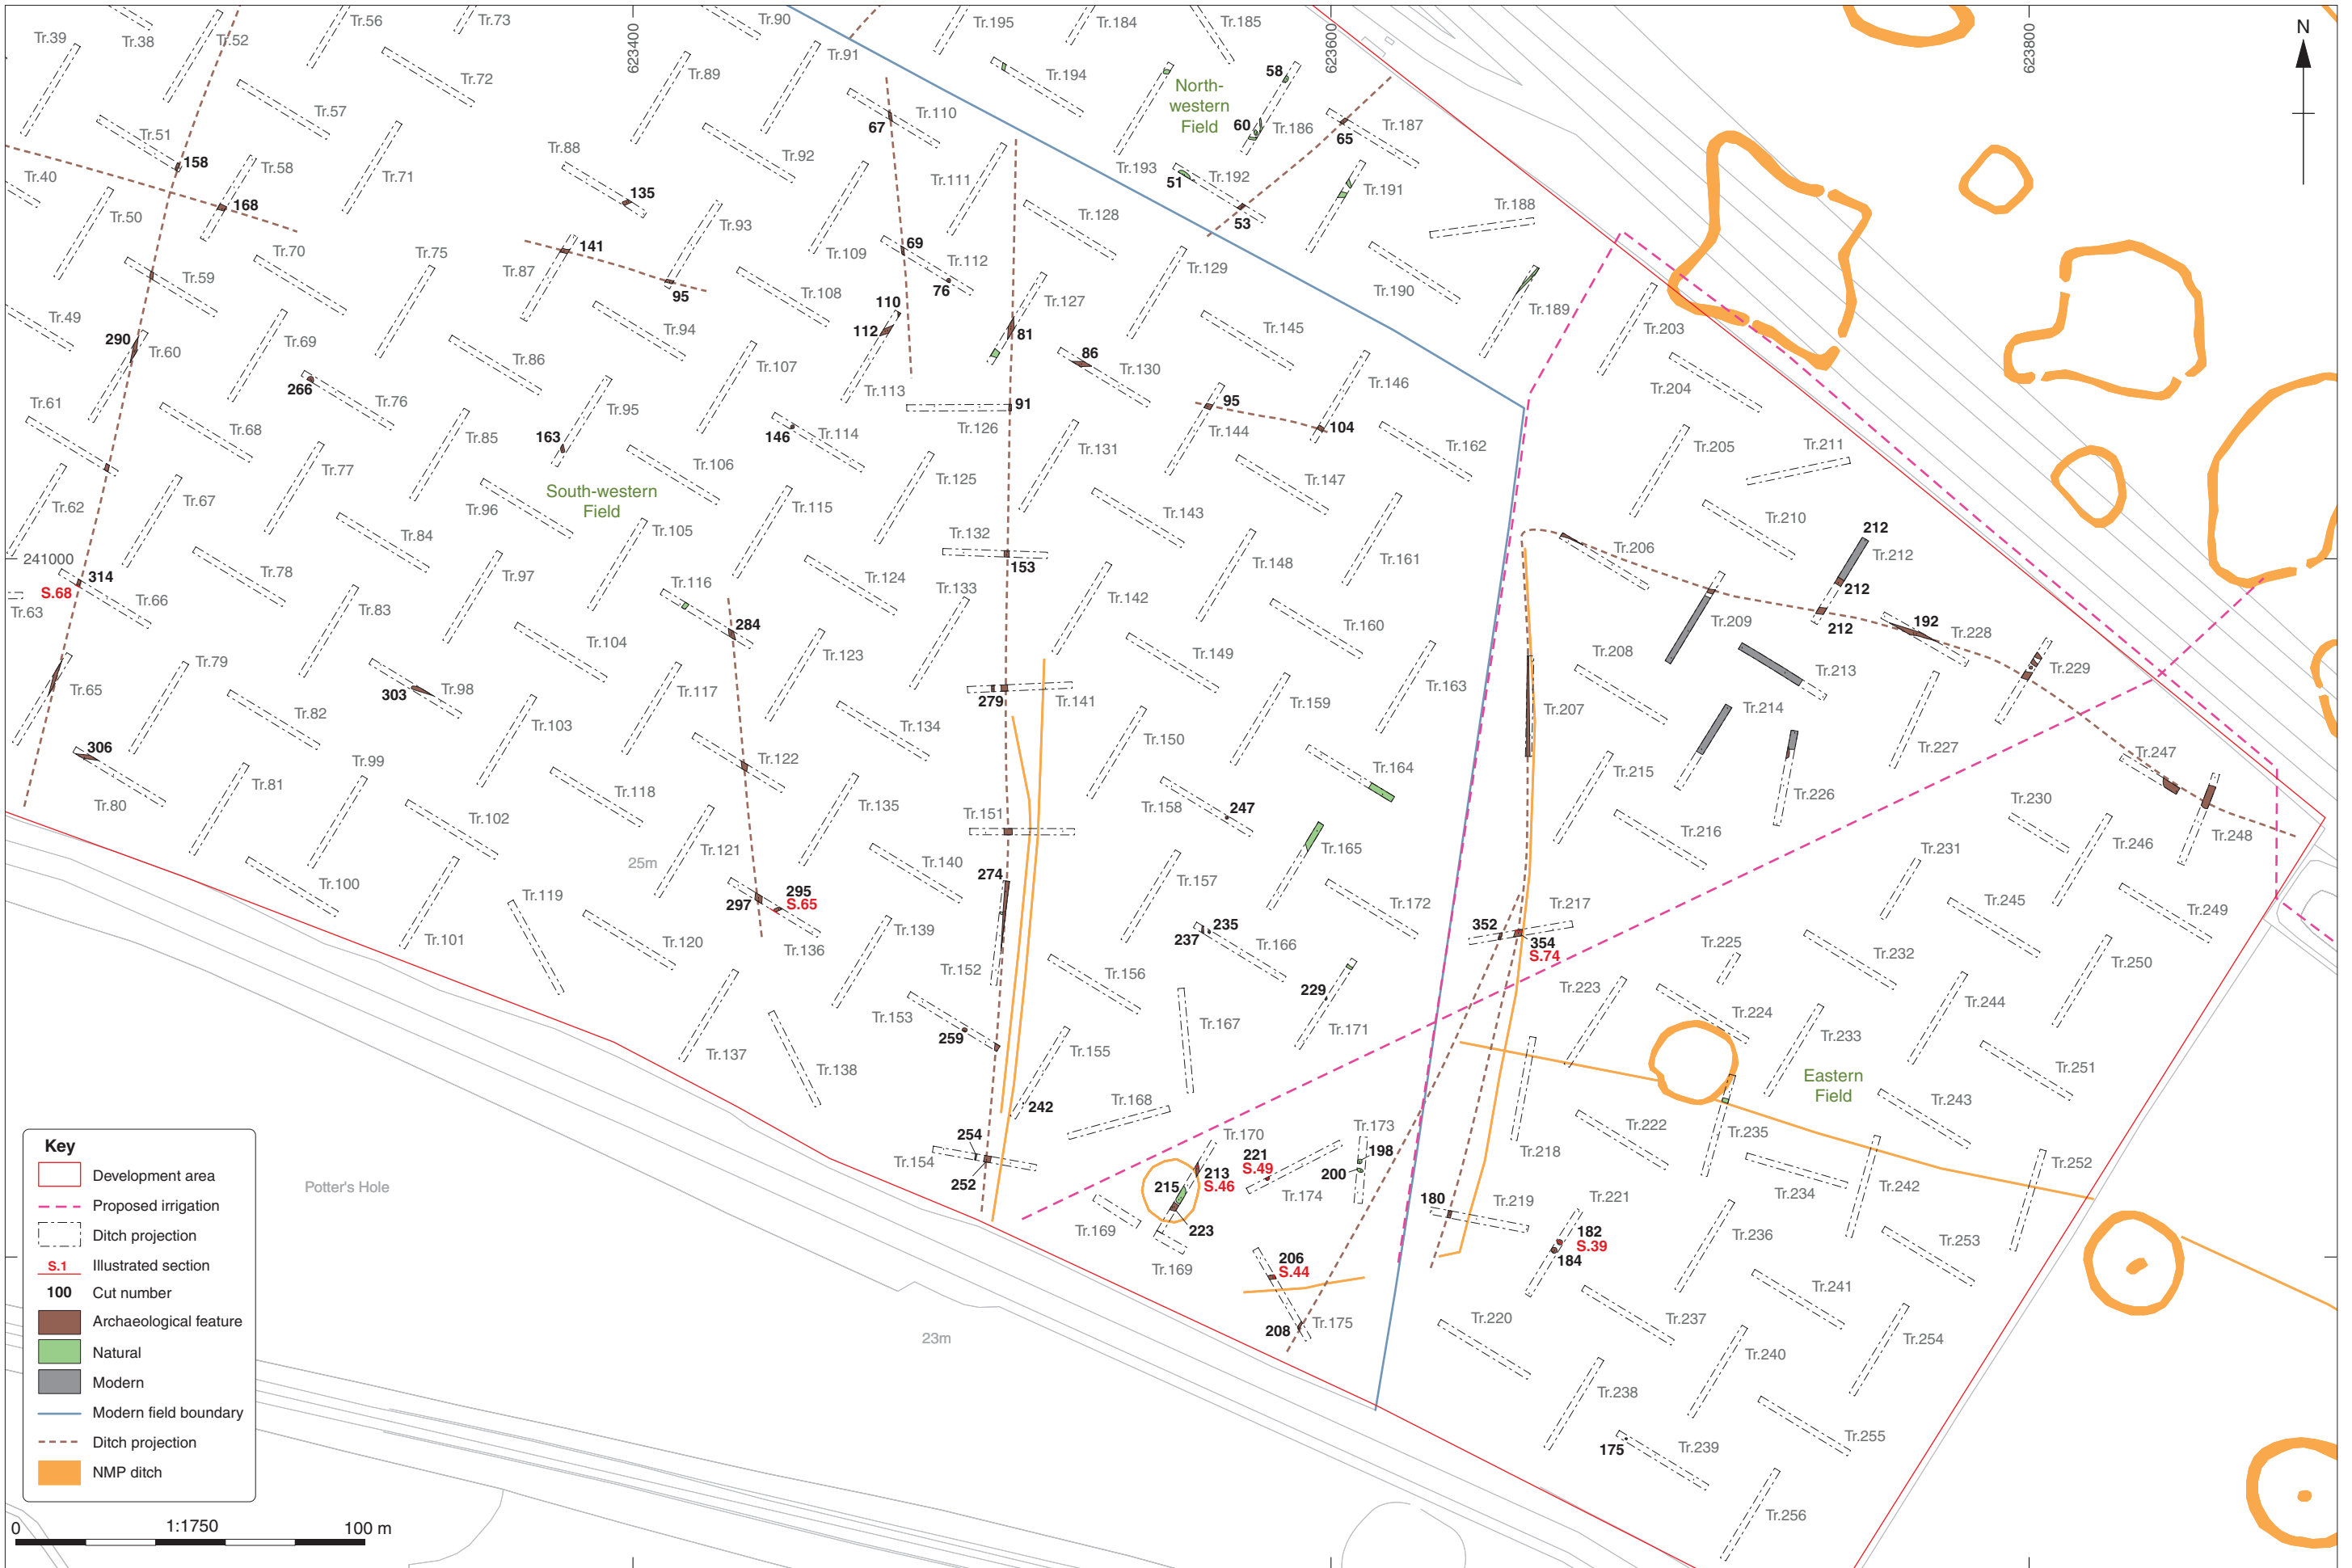 Tr.39
Tr.38
Tr.52
Tr.56
Tr.73
623400
Tr.90
Tr.91
Tr.195
Tr.184
Tr.185
623600
623800
N
Tr.72
Tr.89
Tr.194
North-
western
Field
58
Tr.57
Tr.51
67
Tr.110
60
Tr.186
65
Tr.187
158
Tr.58
Tr.88
Tr.92
Tr.193
Tr.40
Tr.71
135
Tr.111
51
Tr.192
Tr.191
168
Tr.50
Tr.93
Tr.128
53
Tr.188
Tr.70
Tr.75
141
Tr.87
Tr.109
69
Tr.112
Tr.59
95
Tr.108
76
Tr.129
Tr.190
Tr.49
110
Tr.127
Tr.189
Tr.203
290
Tr.60
Tr.69
Tr.94
112
81
Tr.145
Tr.86
Tr.107
86
Tr.130
Tr.146
266
Tr.76
Tr.113
Tr.204
Tr.61
Tr.95
91
95
Tr.68
Tr.85
163
146
Tr.114
Tr.126
Tr.144
104
Tr.162
Tr.205
Tr.211
Tr.77
Tr.106
Tr.131
Tr.62
Tr.67
Tr.96
South-western
Field
Tr.125
Tr.147
Tr.115
Tr.143
Tr.210
Tr.84
Tr.105
Tr.132
212
241000
Tr.206
Tr.212
314
S.68
Tr.78
Tr.97
Tr.116
Tr.124
153
Tr.133
Tr.148
Tr.161
212
Tr.63
Tr.66
Tr.83
284
Tr.142
Tr.160
Tr.209
212
192
Tr.228
Tr.104
Tr.79
Tr.123
Tr.149
Tr.208
Tr.213
Tr.229
Tr.65
303
Tr.98
Tr.117
279
Tr.141
Tr.159
Tr.163
Tr.82
Tr.103
Tr.134
Tr.207
Tr.214
306
Tr.99
Tr.122
Tr.150
Tr.227
Tr.247
Tr.164
Tr.215
Tr.80
Tr.81
Tr.118
Tr.135
Tr.158
247
Tr.226
Tr.230
Tr.102
Tr.151
Tr.216
Tr.248
Tr.121
25m
Tr.165
Tr.231
Tr.246
Tr.140
Tr.100
274
Tr.157
Tr.119
295
S.65
297
Tr.172
Tr.217
Tr.245
Tr.249
Tr.101
Tr.120
Tr.136
Tr.139
235
237
Tr.166
352
354
S.74
Tr.225
Tr.232
Tr.152
Tr.156
229
Tr.223
Tr.250
Tr.153
259
Tr.167
Tr.171
Tr.224
Tr.244
Tr.137
Tr.155
Tr.233
Tr.138
Eastern
Field
Tr.251
242
Tr.168
Tr.243
Tr.222
Tr.235
254
Tr.170
Tr.173
Tr.154
221
S.49
198
Tr.218
Tr.252
Potter's Hole
252
215
213
S.46
200
Tr.174
180
Tr.219
Tr.221
Tr.234
Tr.242
Tr.169
223
182
S.39
184
Tr.236
Tr.253
Tr.169
206
S.44
Tr.241
208
Tr.175
Tr.220
Tr.237
23m
Tr.240
Tr.254
Tr.238
175
Tr.239
Tr.255
Tr.256
Key
Development area
Proposed irrigation
Ditch projection
S.1 Illustrated section
100 Cut number
Archaeological feature
Natural
Modern
Modern field boundary
Ditch projection
NMP ditch
0 1:1750 100 m